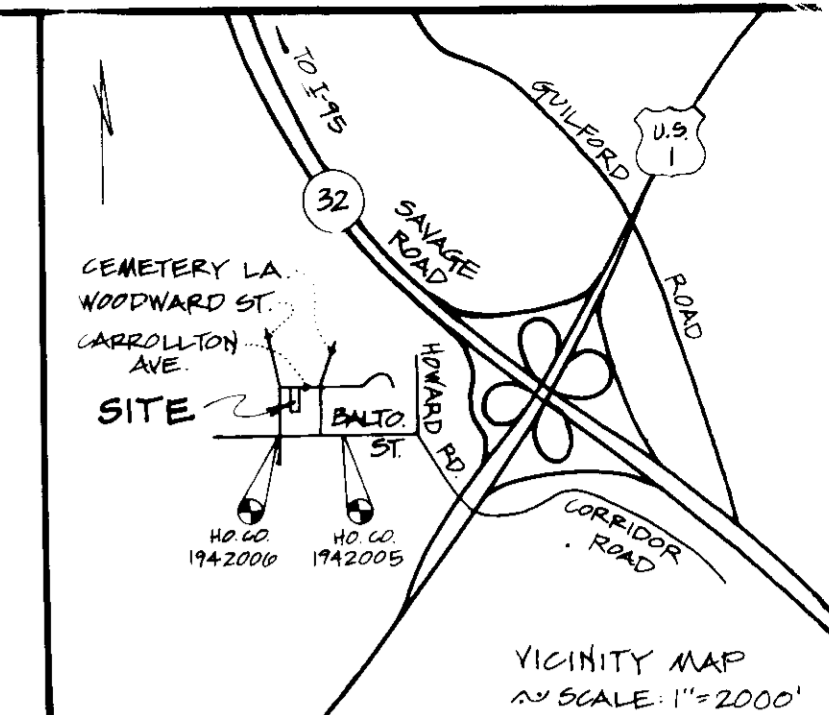 TO I-95
GUILFORD
U.S.
1
32
SAVAGE
ROAD
ROAD
CEMETERY LA.
WOODWARD ST.
CARROLLTON
AVE.
SITE
HOWARD RD.
BALTO.
ST.
HO. CO.
1942006
HO. CO.
1942005
CORRIDOR
ROAD
VICINITY MAP
SCALE: 1"=2000'